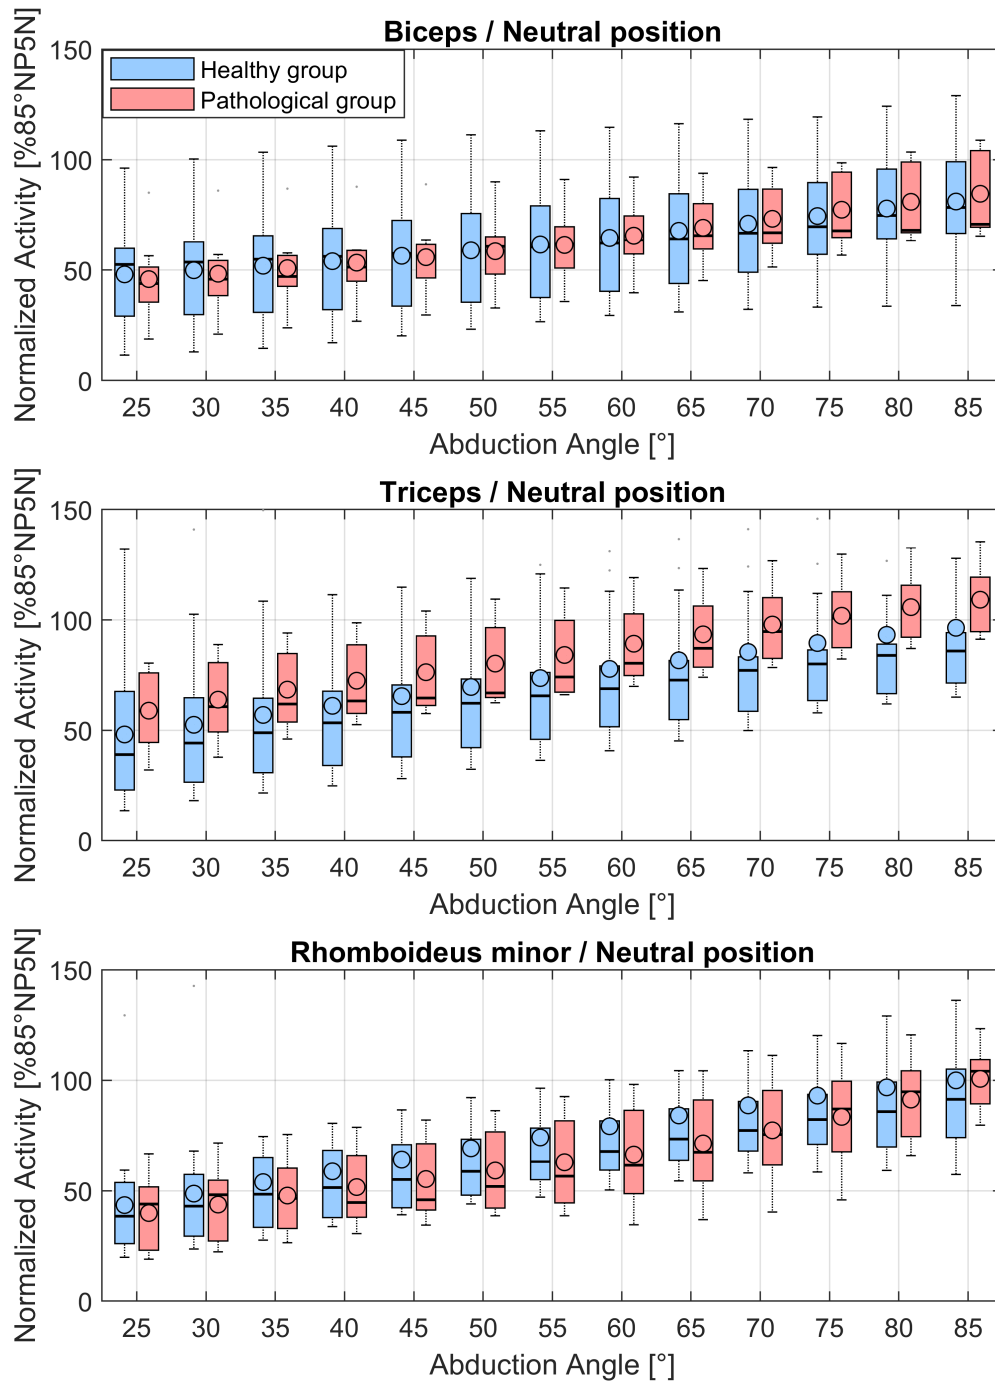 Biceps / Neutral position
Normalized Activity [%85°NP5N]
150
100
50
0
Healthy group
Pathological group
25 30 35 40 45 50 55 60 65 70 75 80 85
Abduction Angle [°]
Triceps / Neutral position
Normalized Activity [%85°NP5N]
150
100
50
0
25 30 35 40 45 50 55 60 65 70 75 80 85
Abduction Angle [°]
Rhomboideus minor / Neutral position
Normalized Activity [%85°NP5N]
150
100
50
0
25 30 35 40 45 50 55 60 65 70 75 80 85
Abduction Angle [°]